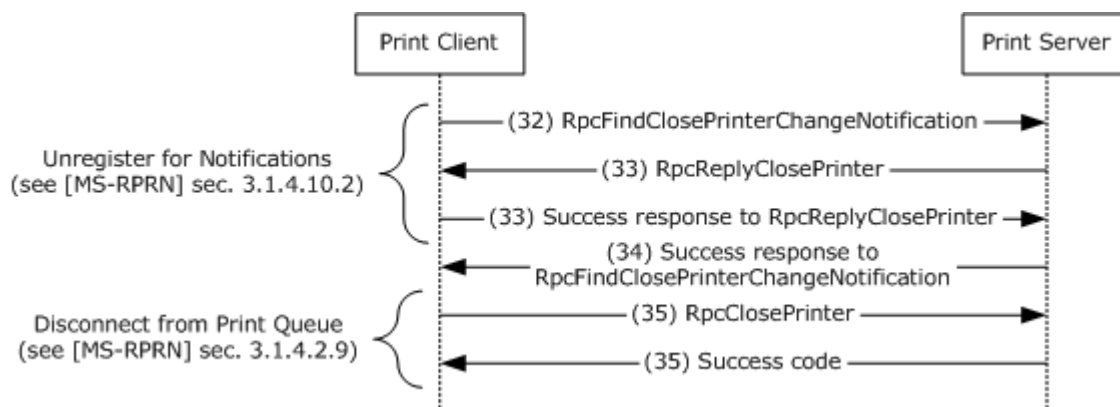 Print Client
Print Server
(32) RpcFindClosePrinterChangeNotification
Unregister for Notifications
(see [MS-RPRN] sec. 3.1.4.10.2)
(33) RpcReplyClosePrinter
(33) Success response to RpcReplyClosePrinter
(34) Success response to
RpcFindClosePrinterChangeNotification
Disconnect from Print Queue
(see [MS-RPRN] sec. 3.1.4.2.9)
(35) RpcClosePrinter
(35) Success code